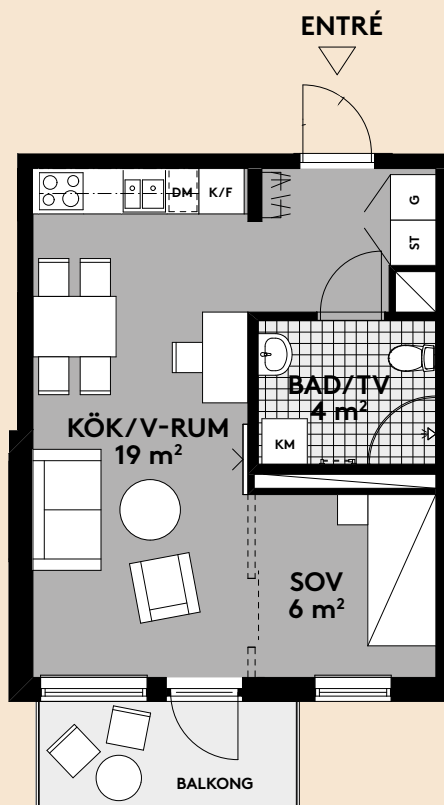 ENTRÉ
DM
K/F
G
ST
BAD/TV
4 m²
KM
KÖK/V-RUM
19 m²
SOV
6 m²
BALKONG